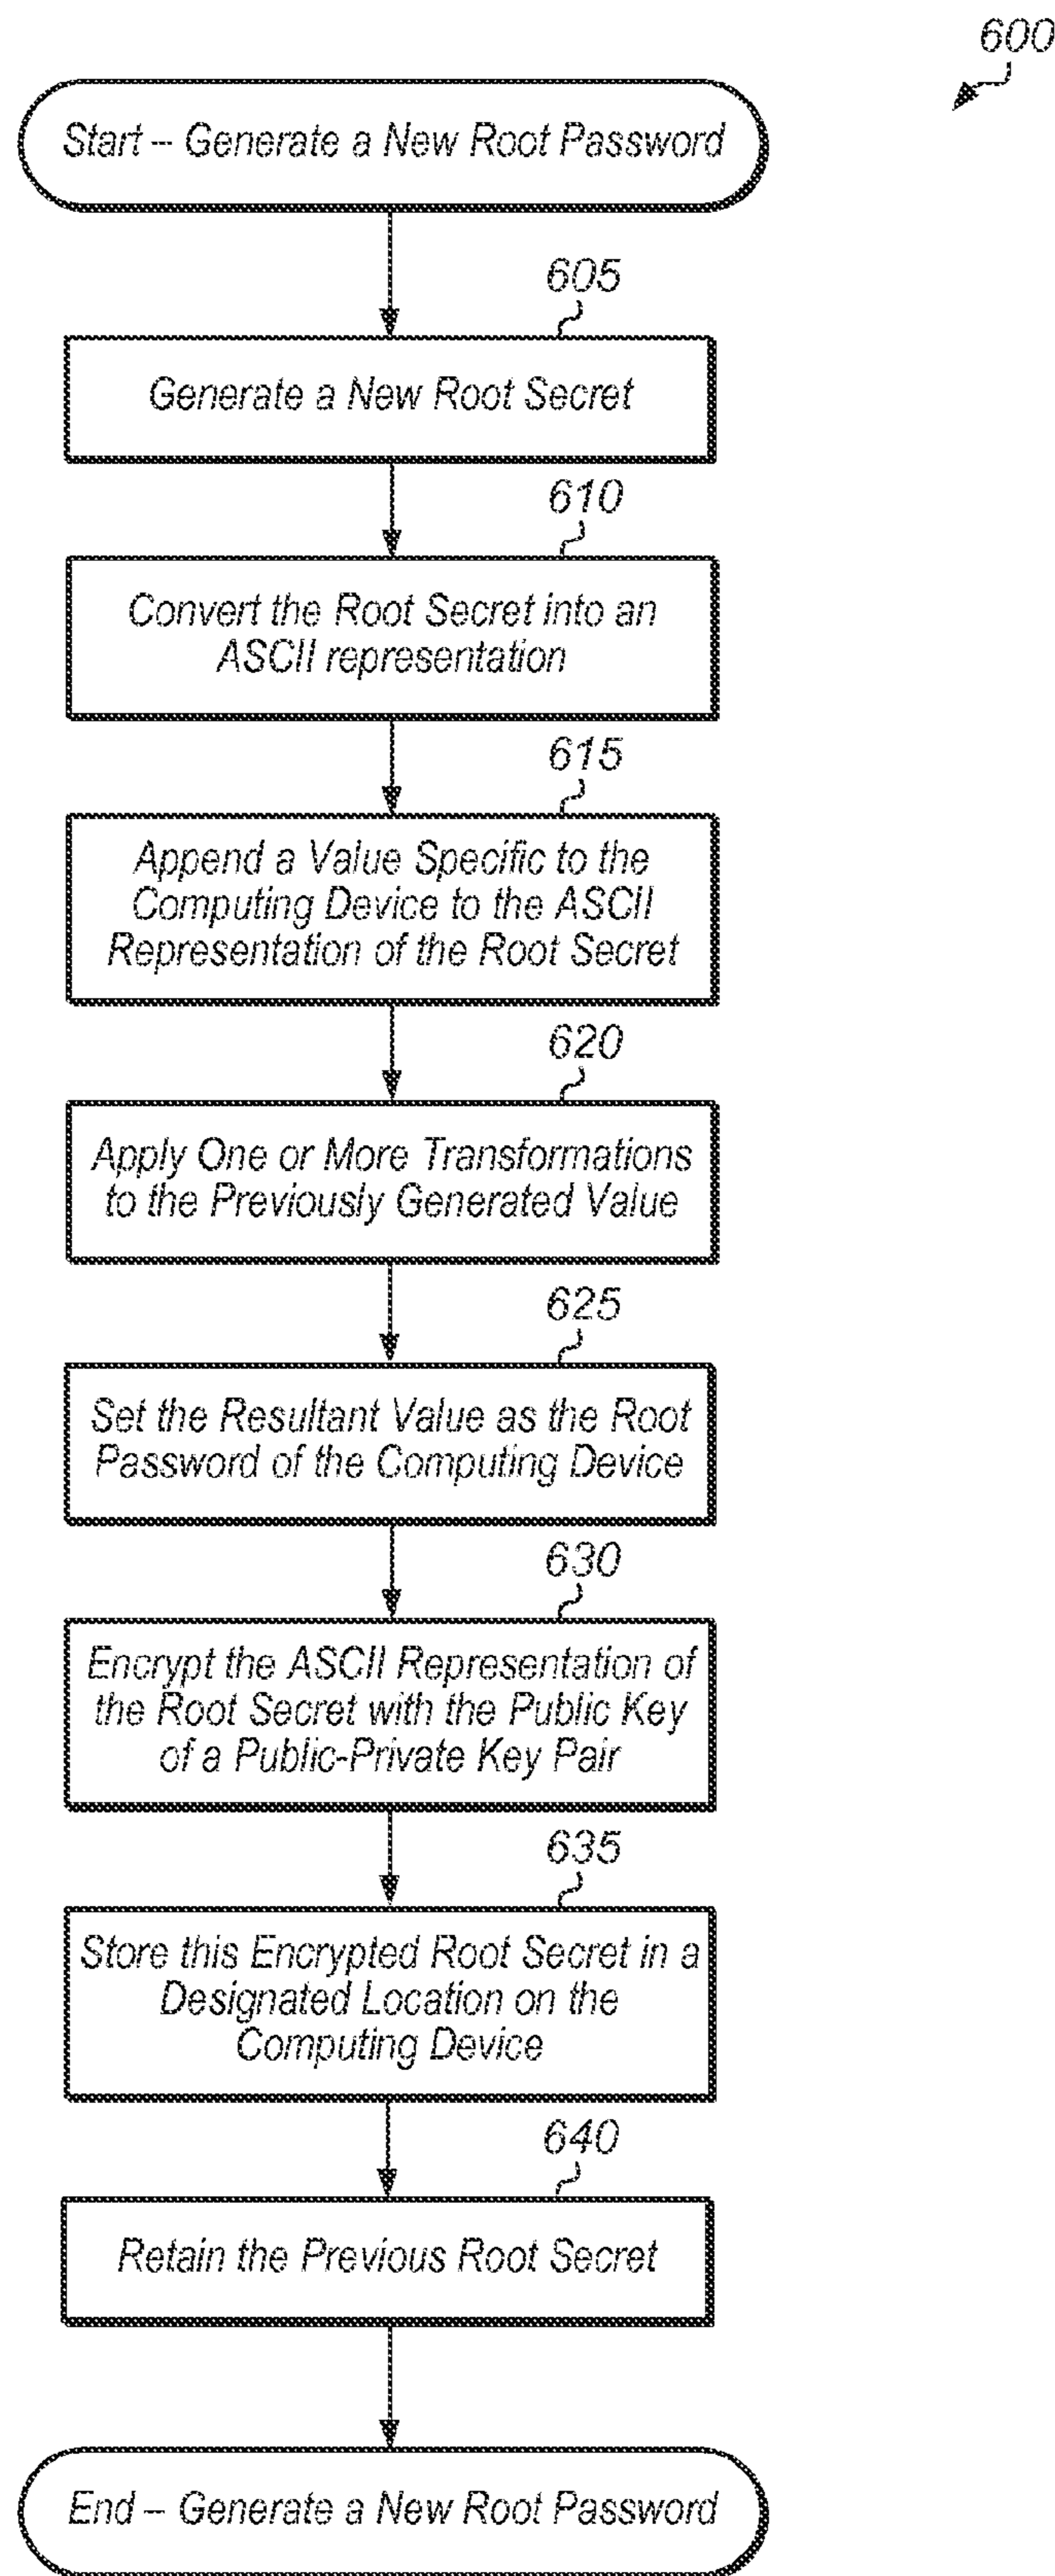 600
Start – Generate a New Root Password
605
Generate a New Root Secret
610
Convert the Root Secret into an
ASCII representation
615
Append a Value Specific to the
Computing Device to the ASCII
Representation of the Root Secret
620
Apply One or More Transformations
to the Previously Generated Value
625
Set the Resultant Value as the Root
Password of the Computing Device
630
Encrypt the ASCII Representation of
the Root Secret with the Public Key
of a Public-Private Key Pair
635
Store this Encrypted Root Secret in a
Designated Location on the
Computing Device
640
Retain the Previous Root Secret
End – Generate a New Root Password